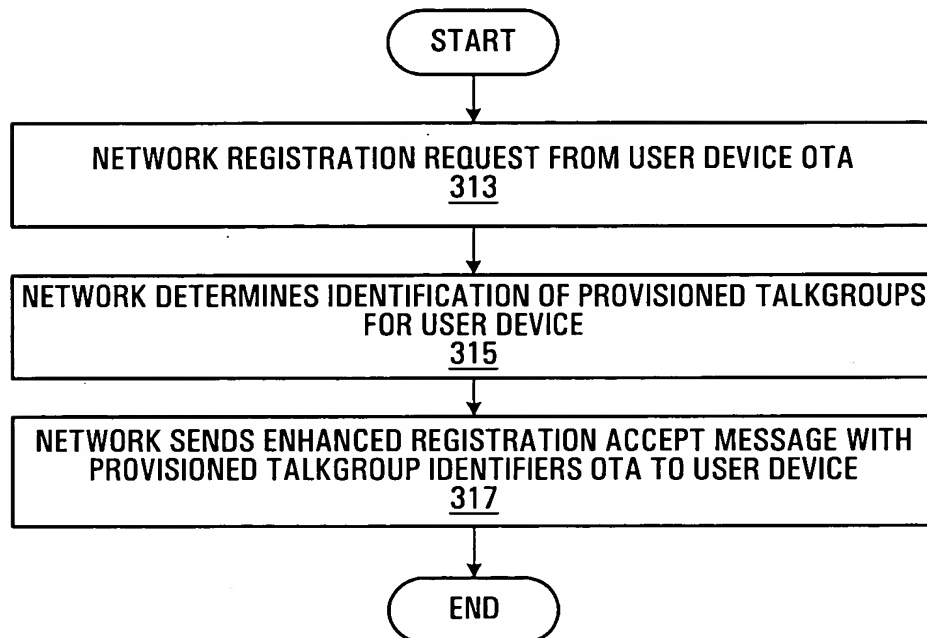 START
NETWORK REGISTRATION REQUEST FROM USER DEVICE OTA
313
NETWORK DETERMINES IDENTIFICATION OF PROVISIONED TALKGROUPS
FOR USER DEVICE
315
NETWORK SENDS ENHANCED REGISTRATION ACCEPT MESSAGE WITH
PROVISIONED TALKGROUP IDENTIFIERS OTA TO USER DEVICE
317
END